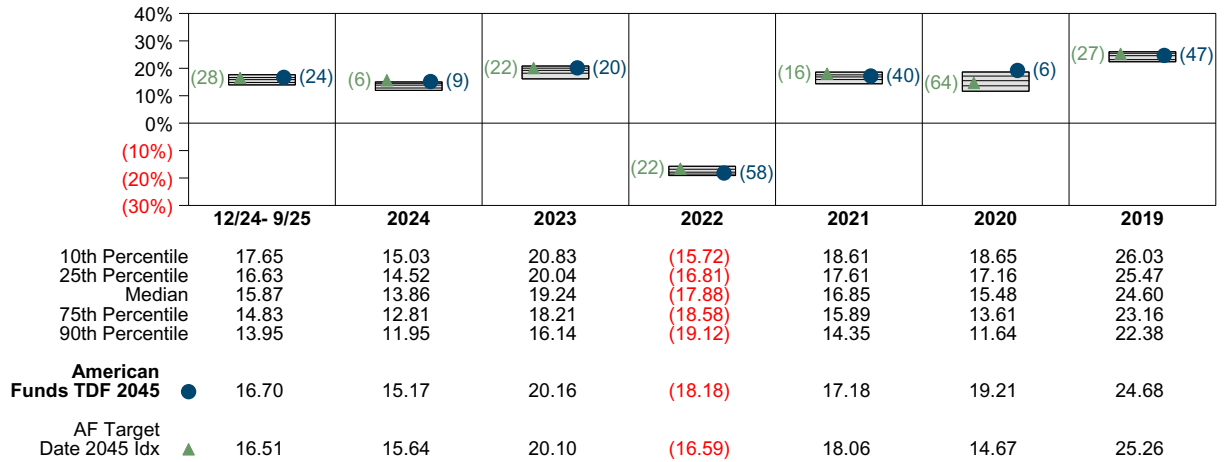 40%
30%
20%
10%
0%
(10%)
(20%)
(30%)
(28) (24) (6) (9) (22) (20) (22) (58) (16) (40) (64) (6) (27) (47)
12/24- 9/25 2024 2023 2022 2021 2020 2019
10th Percentile 17.65 15.03 20.83 (15.72) 18.61 18.65 26.03
25th Percentile 16.63 14.52 20.04 (16.81) 17.61 17.16 25.47
Median 15.87 13.86 19.24 (17.88) 16.85 15.48 24.60
75th Percentile 14.83 12.81 18.21 (18.58) 15.89 13.61 23.16
90th Percentile 13.95 11.95 16.14 (19.12) 14.35 11.64 22.38
American
Funds TDF 2045 16.70 15.17 20.16 (18.18) 17.18 19.21 24.68
AF Target
Date 2045 Idx 16.51 15.64 20.10 (16.59) 18.06 14.67 25.26